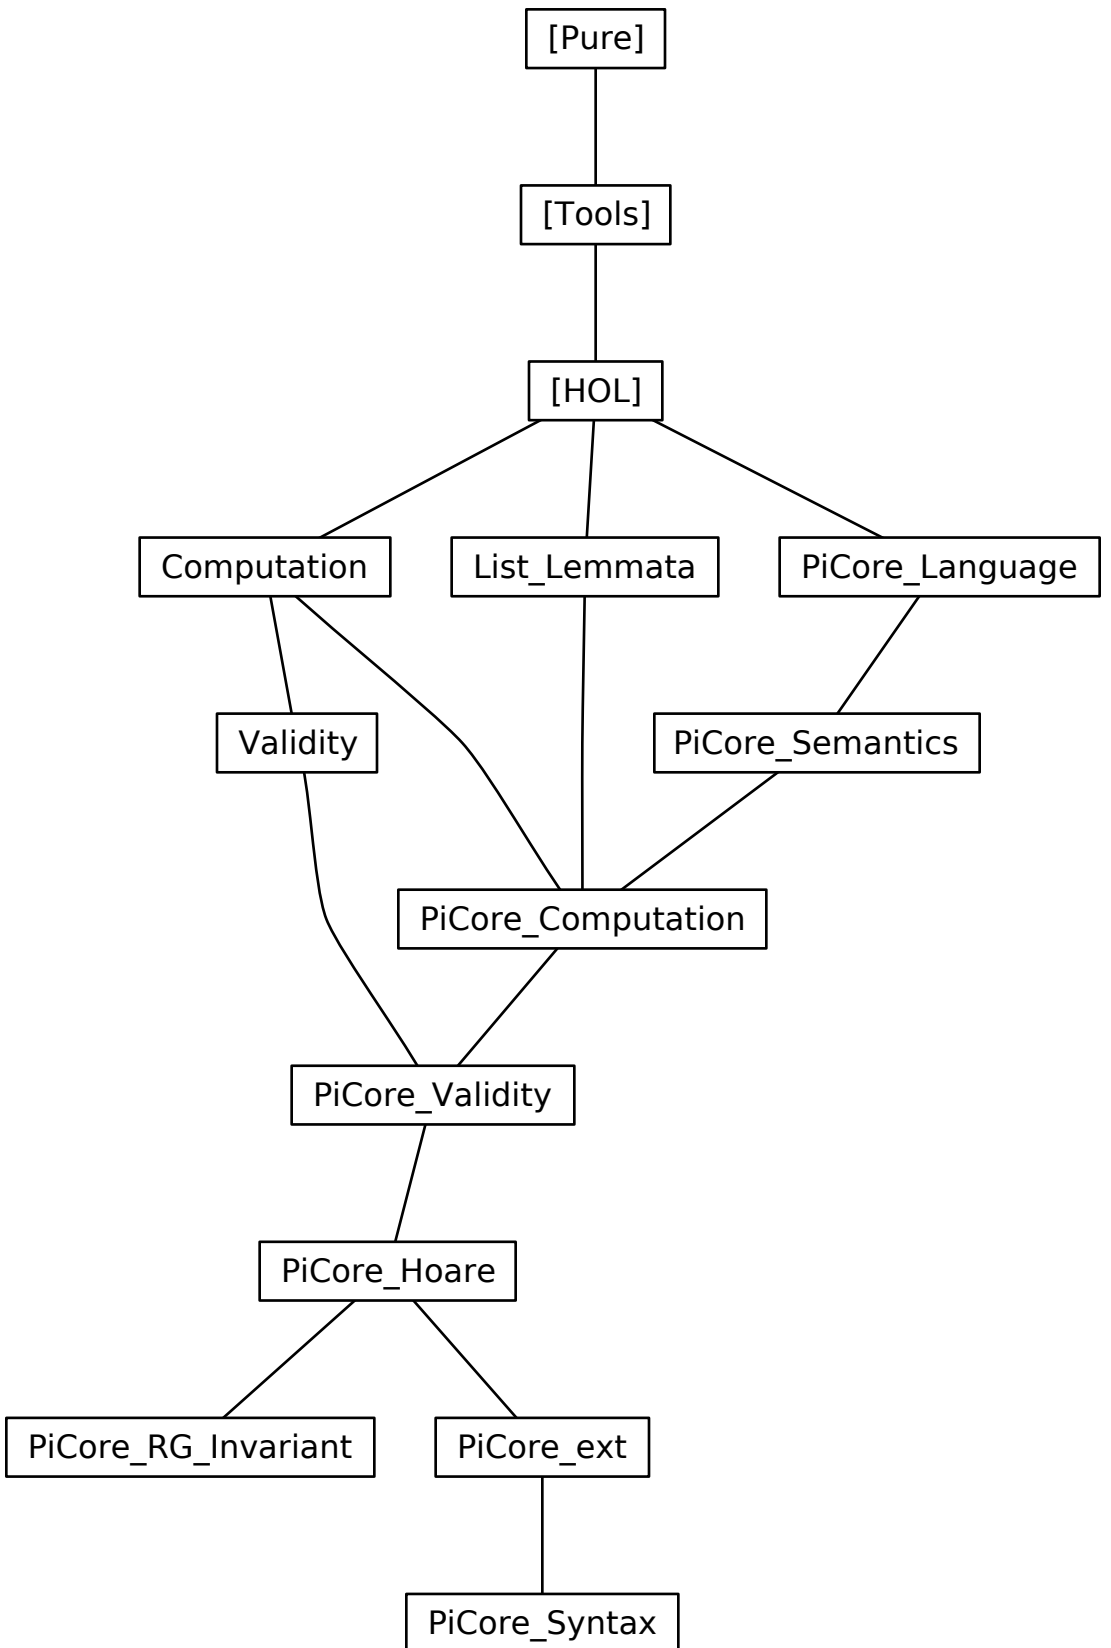 [Pure]
[Tools]
[HOL]
Computation
List_Lemmata
PiCore_Language
Validity
PiCore_Semantics
PiCore_Computation
PiCore_Validity
PiCore_Hoare
PiCore_RG_Invariant
PiCore_ext
PiCore_Syntax